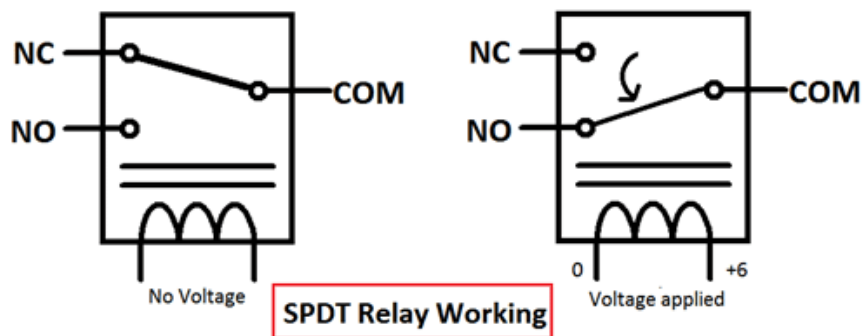 NC
COM
NO
No Voltage
NC
COM
NO
0
+6
Voltage applied
SPDT Relay Working